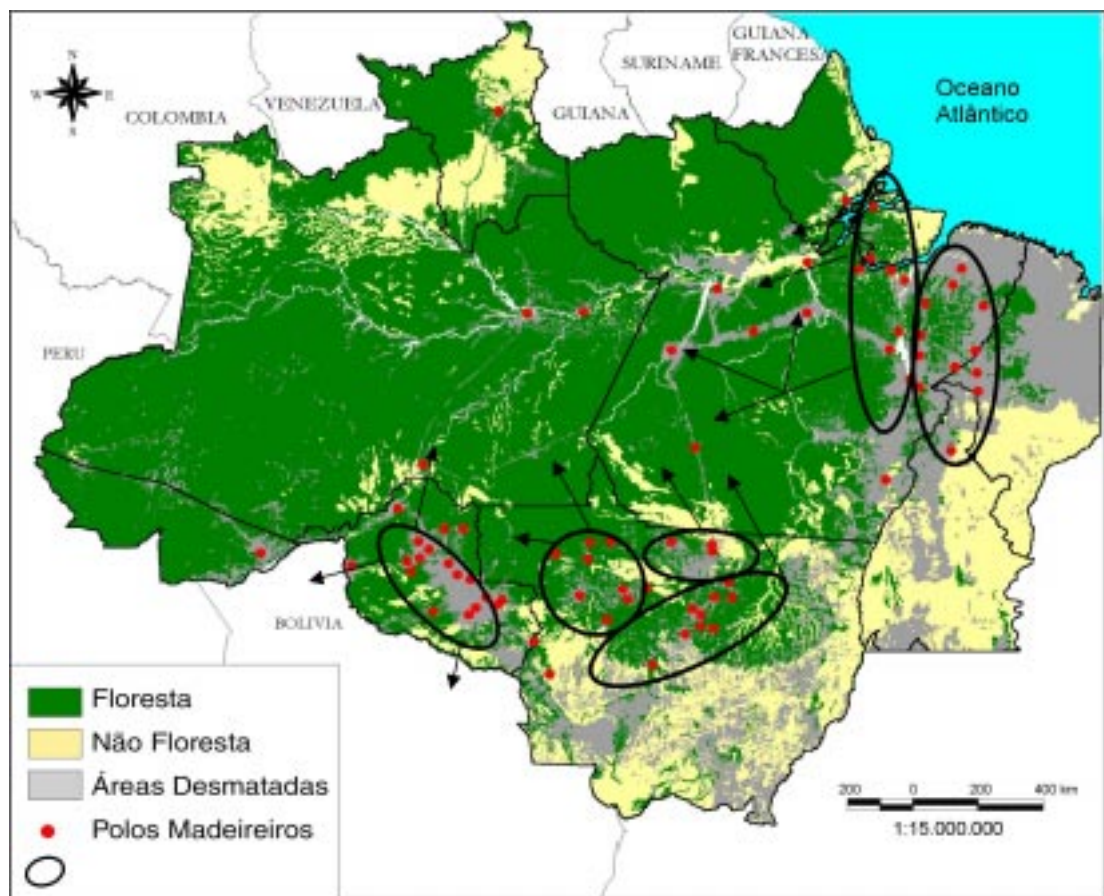 GUIANA
FRANCESA
SURINAME
GUIANA
VENEZUELA
COLOMBIA
Oceano
Atlântico
N
W
E
S
PERU
BOLIVIA
Floresta
Não Floresta
Áreas Desmatadas
Polos Madeireiros
200 0 200 400 km
1:15.000.000